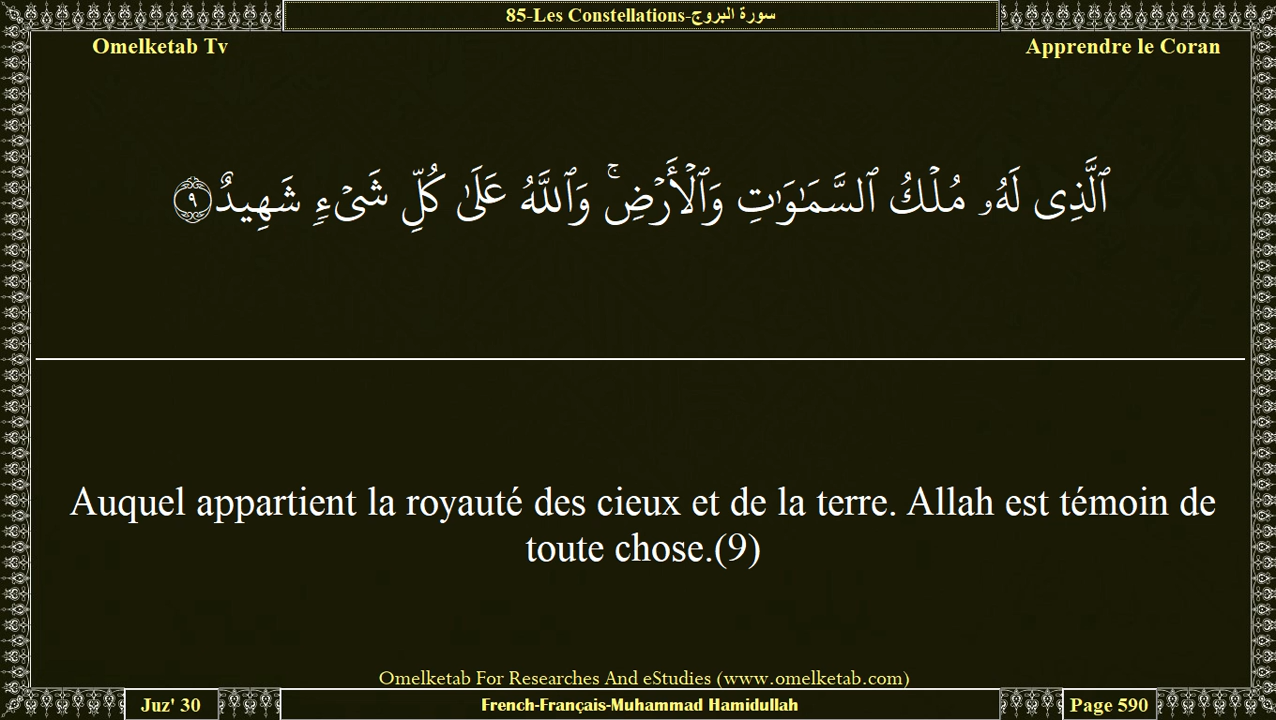 85-Les Constellations-سورة البروج
Omelketab Tv
Apprendre le Coran
ٱلَّذِى لَهُۥ مُلْكُ ٱلسَّمَـٰوَٰتِ وَٱلْأَرْضِ ۚ وَٱللَّهُ عَلَىٰ كُلِّ شَىْءٍ شَهِيدٌ ٩
Auquel appartient la royauté des cieux et de la terre. Allah est témoin de
toute chose.(9)
Omelketab For Researches And eStudies (www.omelketab.com)
Juz' 30
French-Français-Muhammad Hamidullah
Page 590